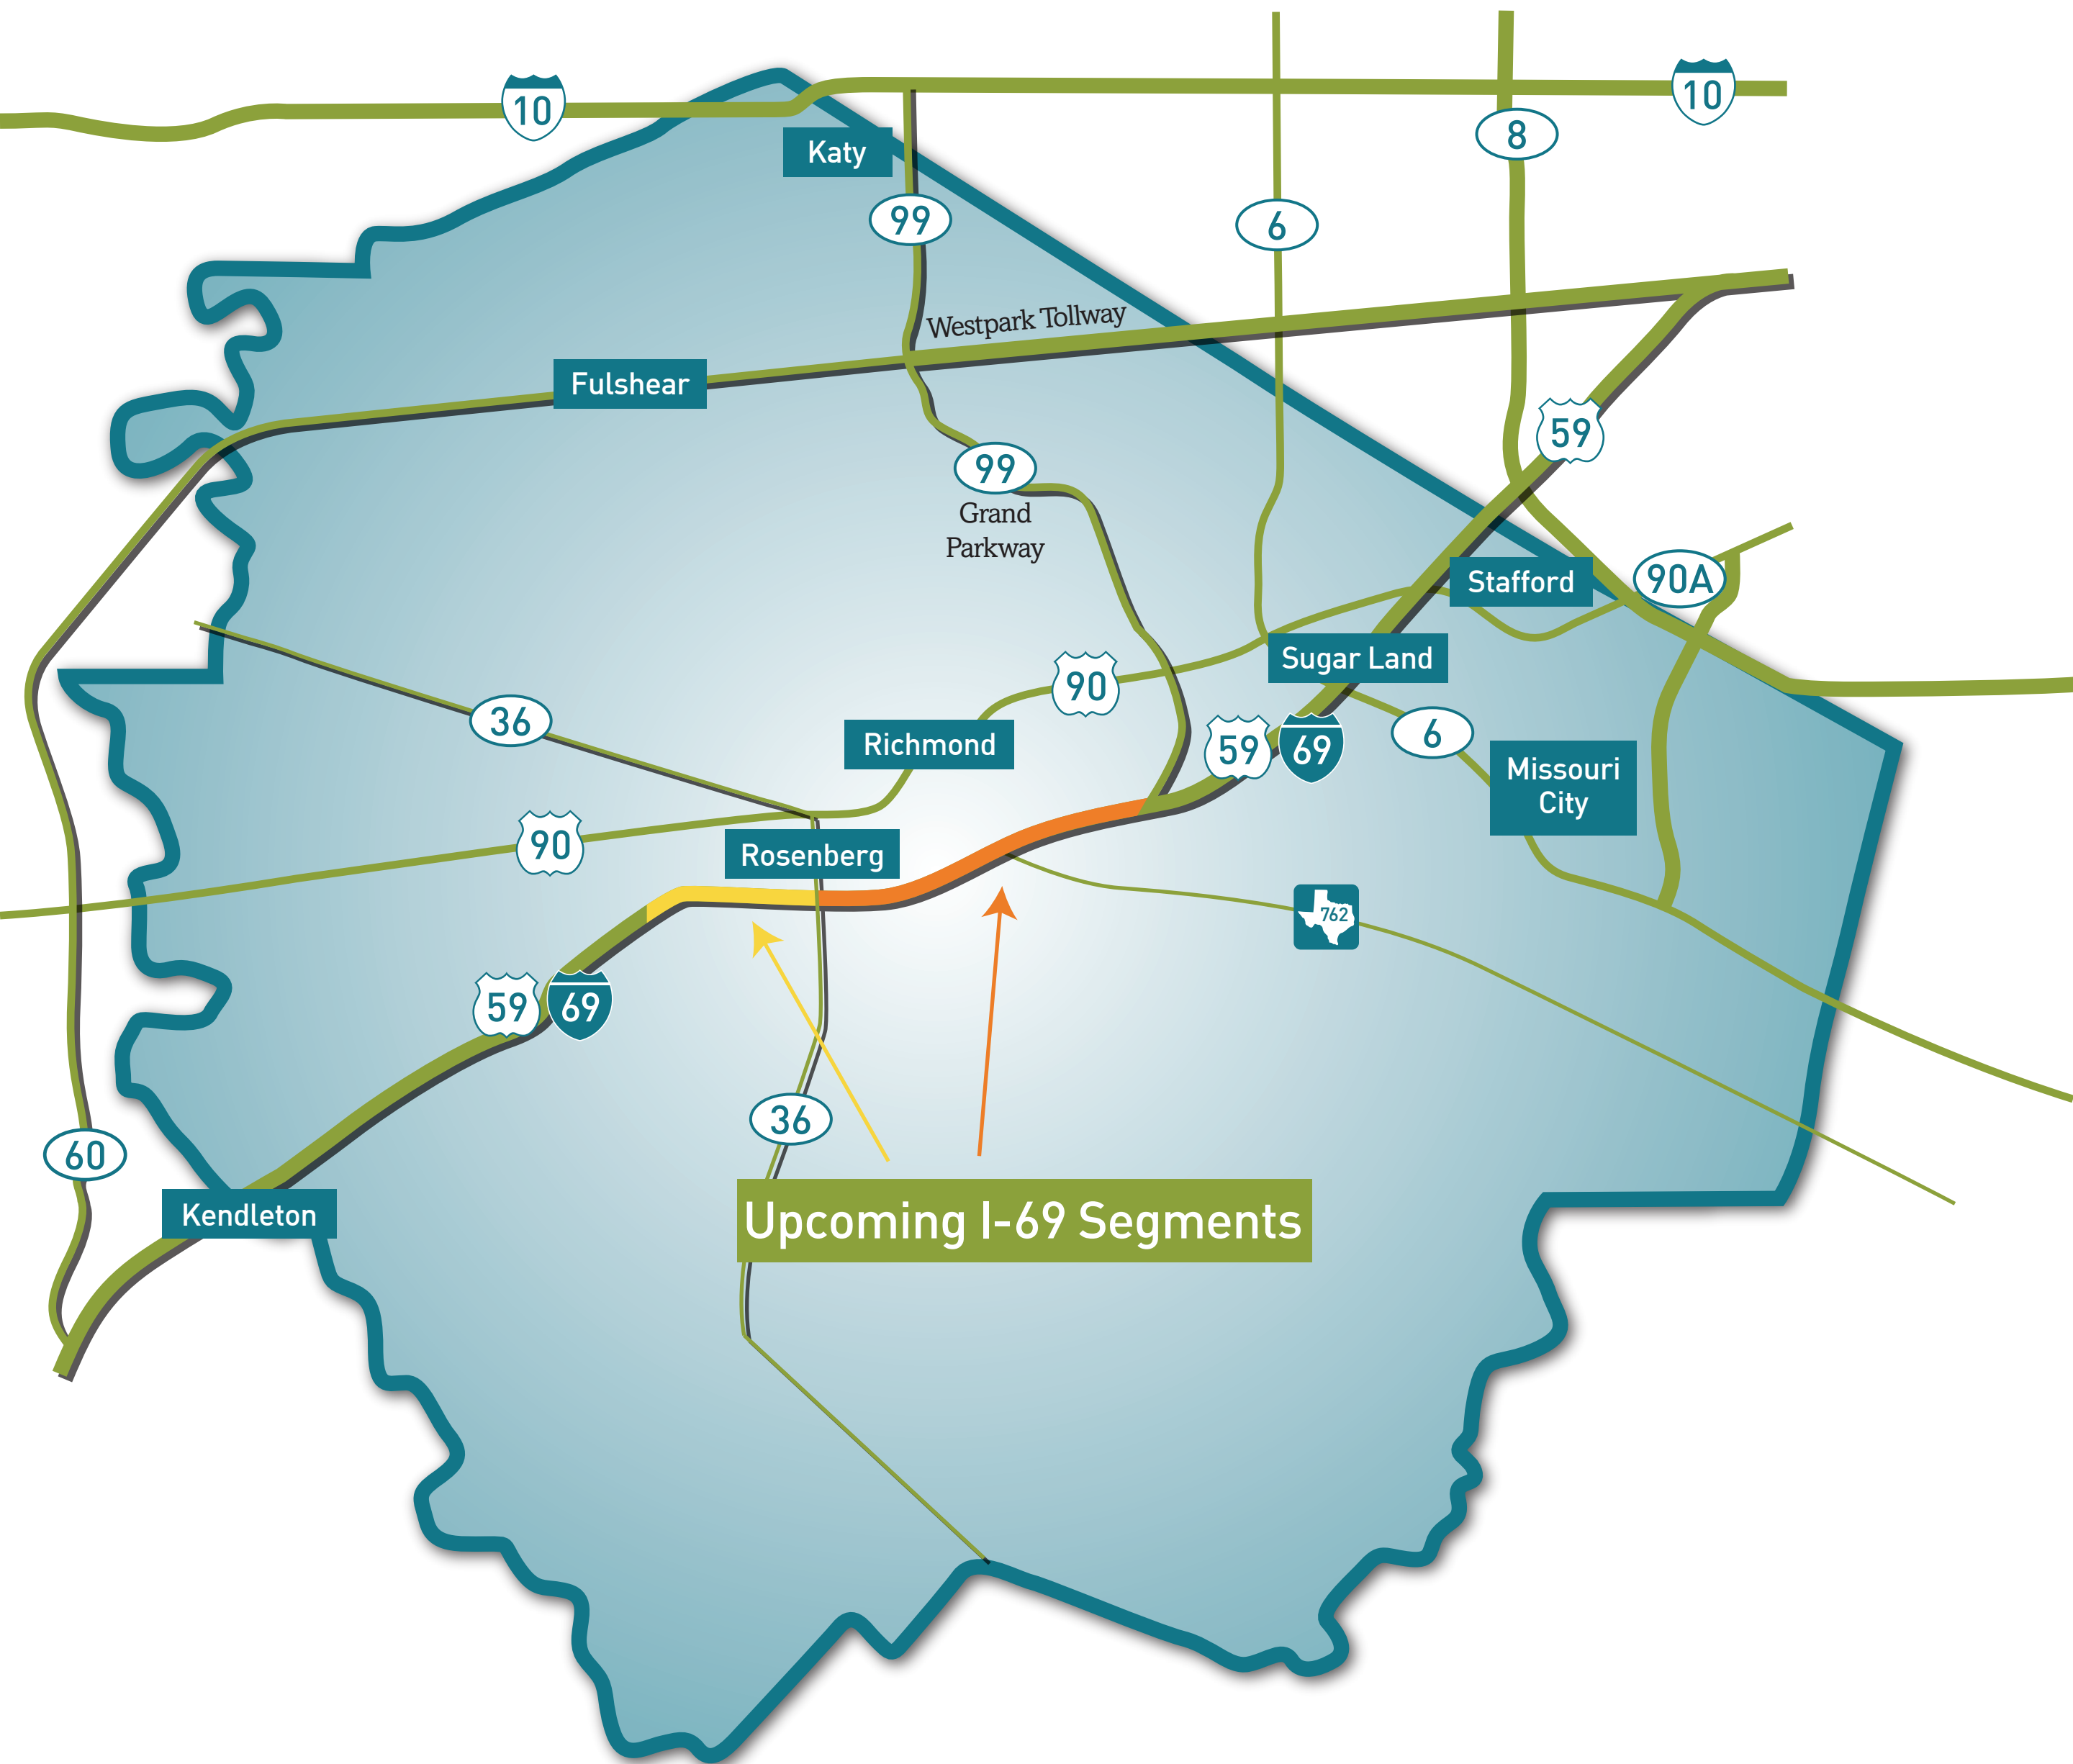 10
10
8
Katy
99
6
Westpark Tollway
Fulshear
59
99
Grand
Parkway
Stafford
90A
Sugar Land
90
36
Richmond
59
69
6
Missouri
City
90
Rosenberg
762
59
69
36
60
Kendleton
Upcoming I-69 Segments